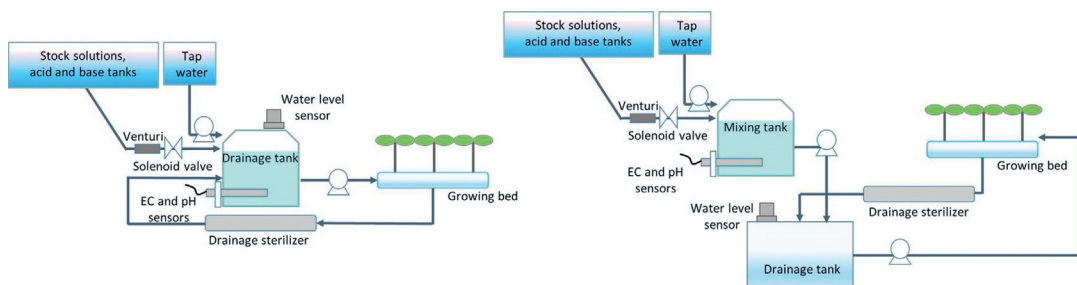 Stock solutions,
acid and base tanks
Tap
water
Water level
sensor
Venturi
Solenoid valve
Drainage tank
EC and pH
sensors
Growing bed
Drainage sterilizer
Stock solutions,
acid and base tanks
Tap
water
Venturi
Solenoid valve
Mixing tank
EC and pH
sensors
Growing bed
Drainage sterilizer
Water level
sensor
Drainage tank